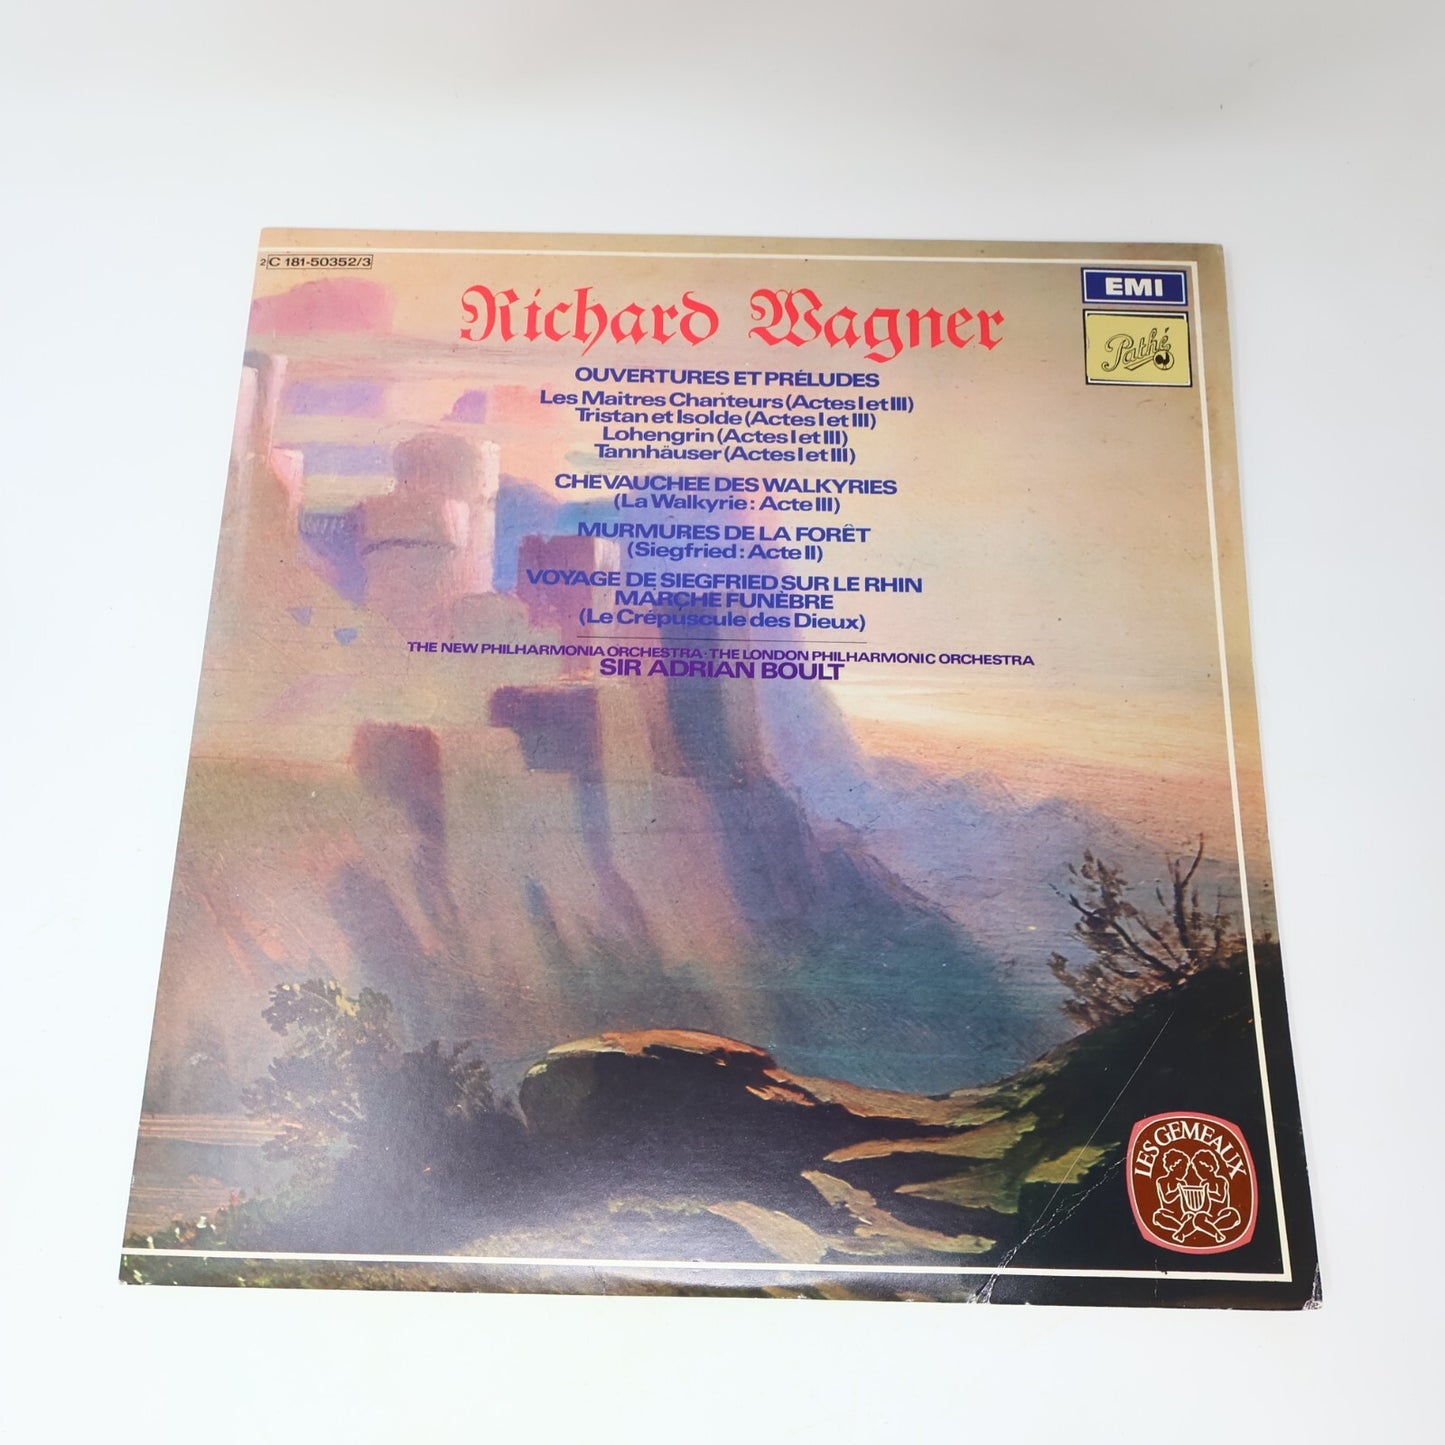 2 C 181-50352/3
EMI
Pathé
Richard Wagner
OUVERTURES ET PRÉLUDES
Les Maitres Chanteurs (Actes I et III)
Tristan et Isolde (Actes I et III)
Lohengrin (Actes I et III)
Tannhäuser (Actes I et III)
CHEVAUCHEE DES WALKYRIES
(La Walkyrie : Acte III)
MURMURES DE LA FORÊT
(Siegfried : Acte II)
VOYAGE DE SIEGFRIED SUR LE RHIN
MARCHE FUNÈBRE
(Le Crépuscule des Dieux)
THE NEW PHILHARMONIA ORCHESTRA · THE LONDON PHILHARMONIC ORCHESTRA
SIR ADRIAN BOULT
LES GEMEAUX